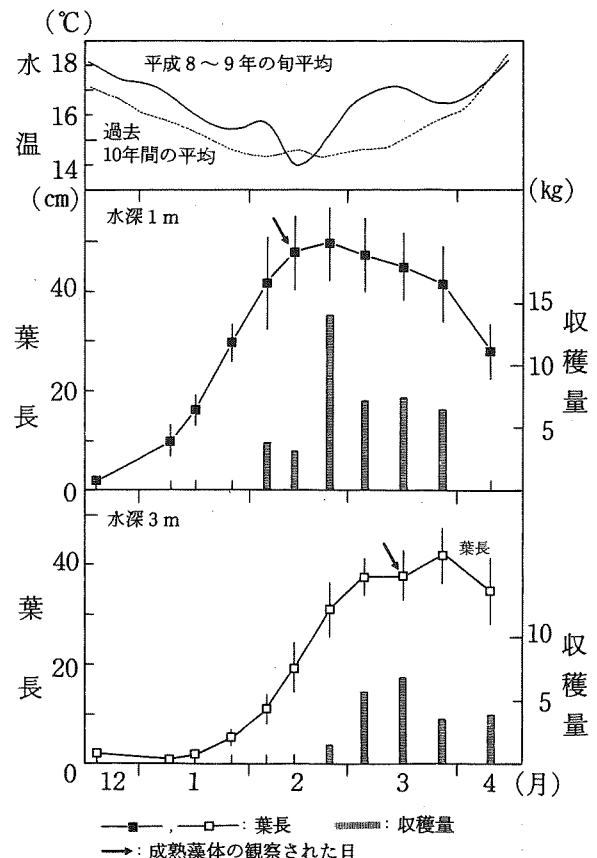 (℃)
水温
18
16
14
平成8～9年の旬平均
過去
10年間の平均
(cm)
(kg)
水深1m
葉長
40
20
0
15
10
5
収穫量
水深3m
葉長
葉長
40
20
0
10
5
収穫量
12 1 2 3 4 (月)
, : 葉長 : 収穫量
: 成熟藻体の観察された日